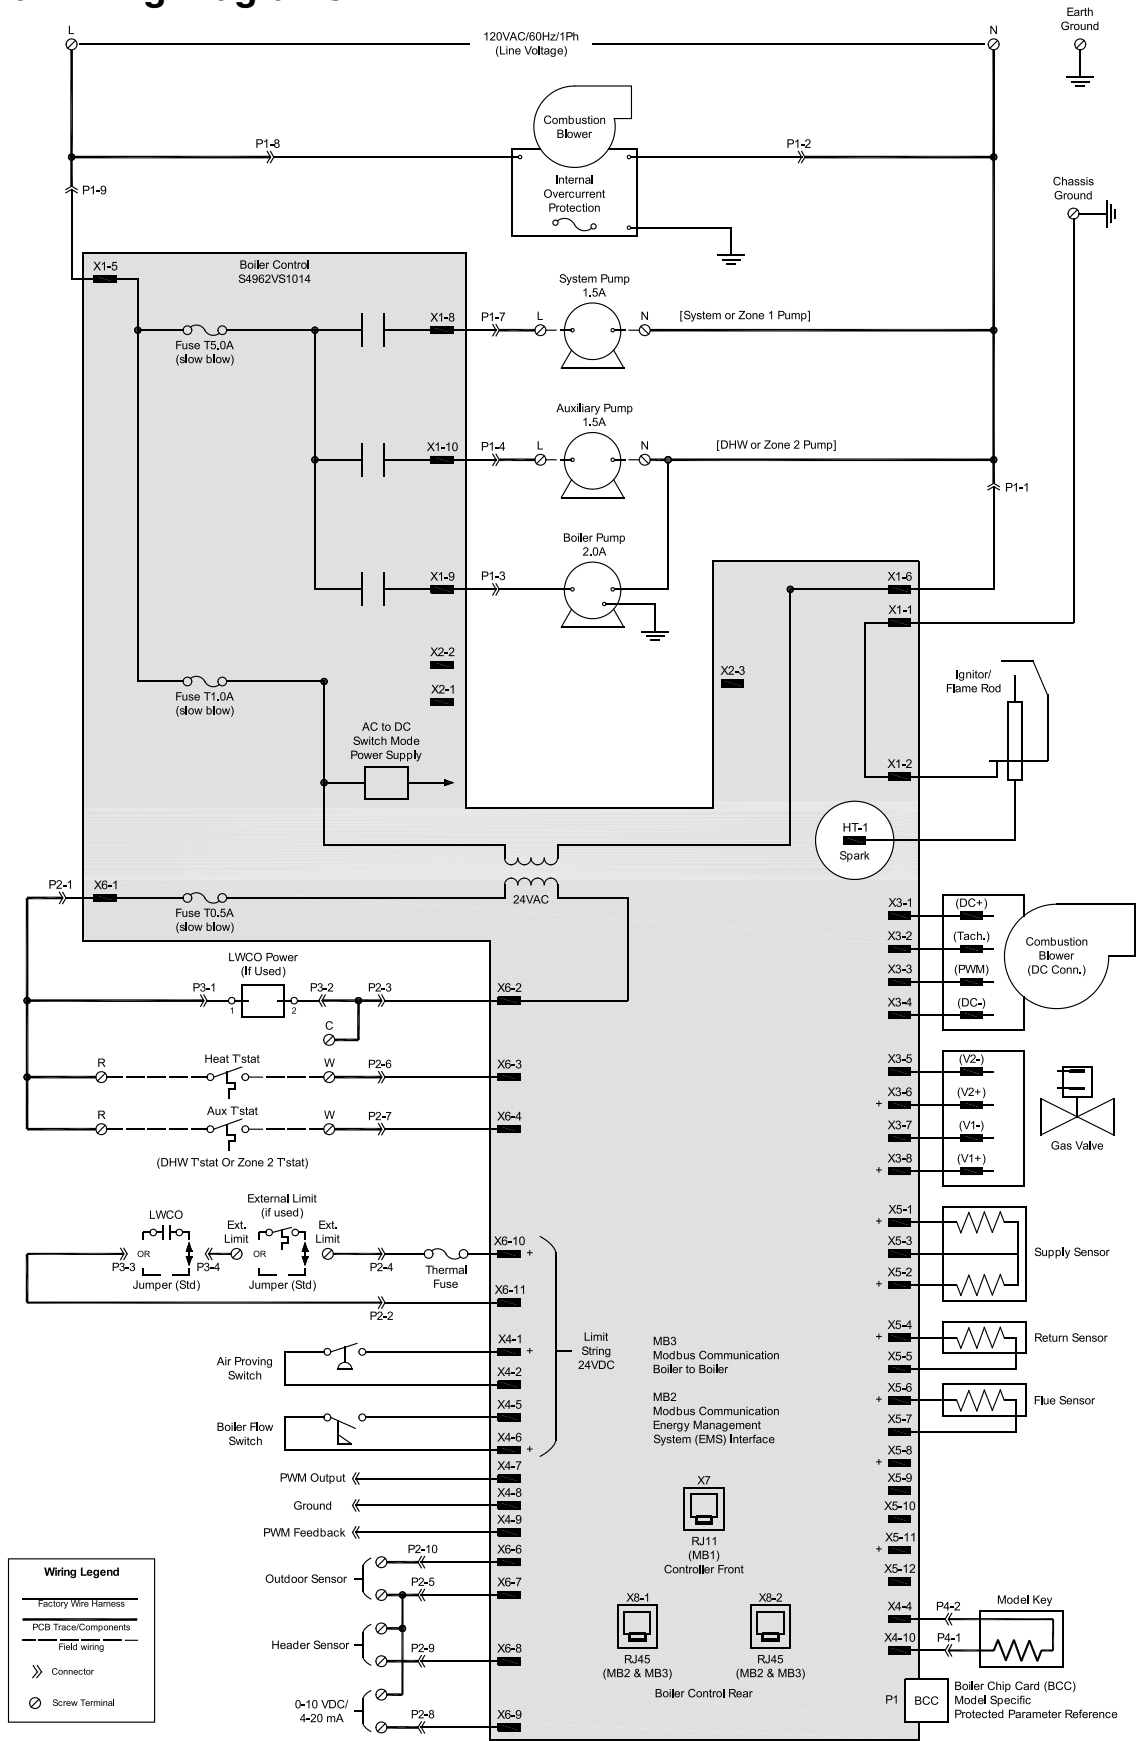 L
120VAC/60Hz/1Ph
(Line Voltage)
N
Earth
Ground
Combustion
Blower
P1-8
P1-2
P1-9
Internal
Overcurrent
Protection
Chassis
Ground
X1-5
Boiler Control
S4962VS1014
System Pump
1.5A
X1-8
P1-7
L
N
[System or Zone 1 Pump]
Fuse T5.0A
(slow blow)
Auxiliary Pump
1.5A
X1-10
P1-4
L
N
[DHW or Zone 2 Pump]
P1-1
Boiler Pump
2.0A
X1-9
P1-3
X1-6
X1-1
X2-2
X2-1
X2-3
Fuse T1.0A
(slow blow)
Ignitor/
Flame Rod
AC to DC
Switch Mode
Power Supply
X1-2
HT-1
Spark
P2-1
X6-1
Fuse T0.5A
(slow blow)
24VAC
X3-1
(DC+)
X3-2
(Tach.)
X3-3
(PWM)
X3-4
(DC-)
Combustion
Blower
(DC Conn.)
LWCO Power
(If Used)
P3-1
1
2
P3-2
P2-3
X6-2
C
R
Heat T'stat
W
P2-6
X6-3
R
Aux T'stat
W
P2-7
X6-4
(DHW T'stat Or Zone 2 T'stat)
X3-5
(V2-)
+
X3-6
(V2+)
X3-7
(V1-)
+
X3-8
(V1+)
Gas Valve
LWCO
OR
Jumper (Std)
P3-3
P3-4
Ext.
Limit
External Limit
(if used)
OR
Jumper (Std)
Ext.
Limit
P2-4
Thermal
Fuse
X6-10
+
X6-11
P2-2
X5-1
+
X5-3
X5-2
+
Supply Sensor
X5-4
+
X5-5
Return Sensor
X5-6
+
X5-7
Flue Sensor
X5-8
+
X5-9
X5-10
X5-11
+
X5-12
Air Proving
Switch
X4-1
+
X4-2
Limit
String
24VDC
MB3
Modbus Communication
Boiler to Boiler
MB2
Modbus Communication
Energy Management
System (EMS) Interface
Boiler Flow
Switch
X4-5
X4-6
+
PWM Output
X4-7
Ground
X4-8
PWM Feedback
X4-9
X7
RJ11
(MB1)
Controller Front
Outdoor Sensor
P2-10
X6-6
P2-5
X6-7
Header Sensor
P2-9
X6-8
0-10 VDC/
4-20 mA
P2-8
X6-9
X8-1
RJ45
(MB2 & MB3)
X8-2
RJ45
(MB2 & MB3)
Boiler Control Rear
X4-4
P4-2
X4-10
P4-1
Model Key
P1
BCC
Boiler Chip Card (BCC)
Model Specific
Protected Parameter Reference
Wiring Legend
Factory Wire Harness
PCB Trace/Components
Field wiring
Connector
Screw Terminal